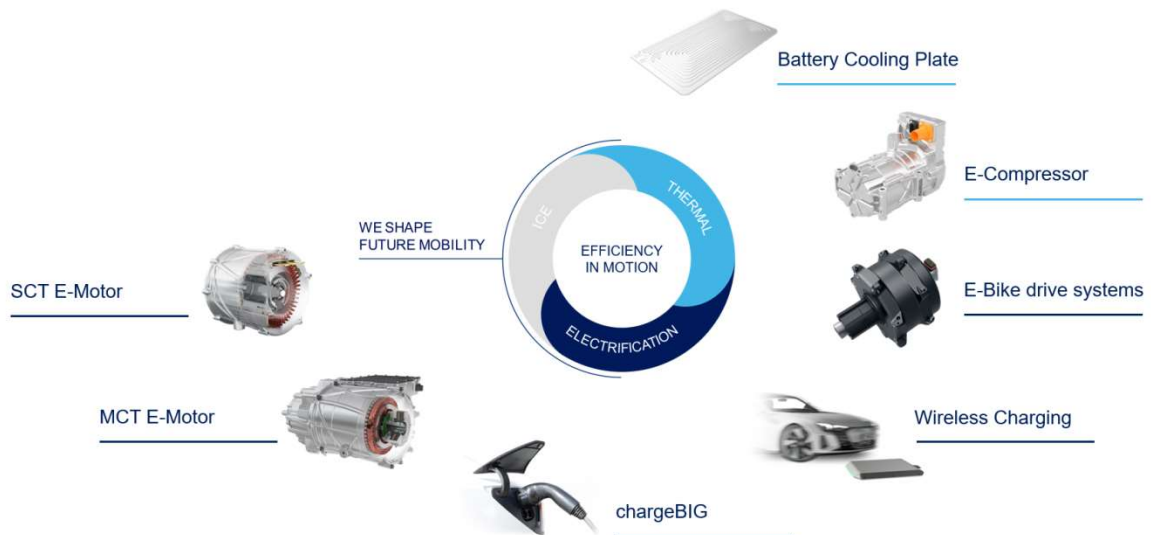 Battery Cooling Plate
E-Compressor
THERMAL
ICE
WE SHAPE
FUTURE MOBILITY
EFFICIENCY
IN MOTION
SCT E-Motor
E-Bike drive systems
ELECTRIFICATION
MCT E-Motor
Wireless Charging
chargeBIG